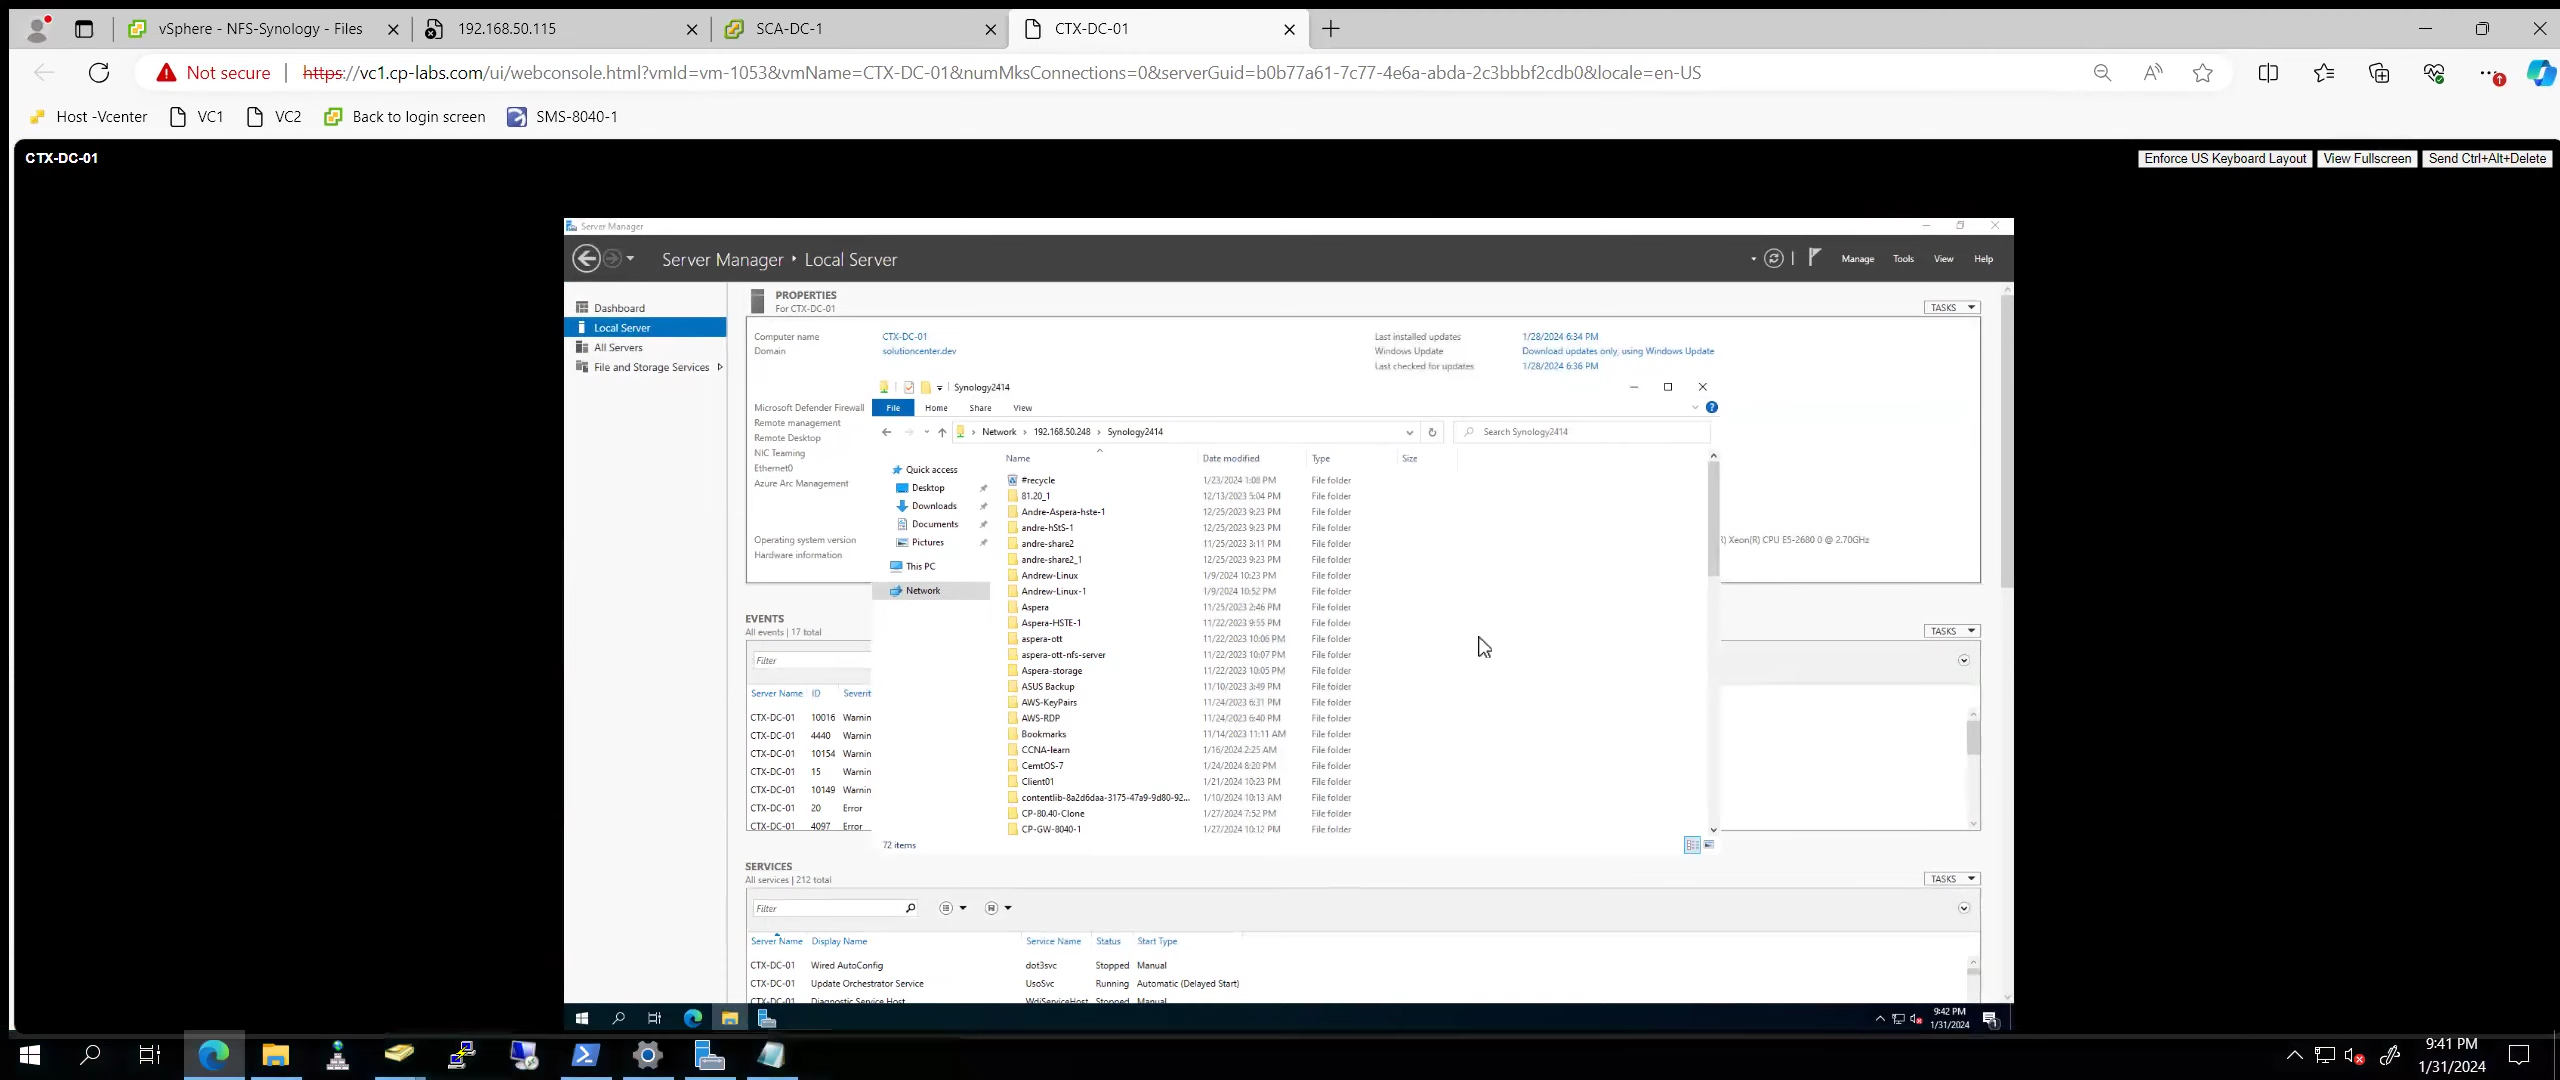 vSphere - NFS-Synology - Files
192.168.50.115
SCA-DC-1
CTX-DC-01
Not secure
https://vc1.cp-labs.com/ui/webconsole.html?vmId=vm-1053&vmName=CTX-DC-01&numMksConnections=0&serverGuid=b0b77a61-7c77-4e6a-abda-2c3bbbf2cdb0&locale=en-US
Host -Vcenter VC1 VC2 Back to login screen SMS-8040-1
CTX-DC-01
Enforce US Keyboard Layout View Fullscreen Send Ctrl+Alt+Delete
Server Manager
Server Manager • Local Server
Manage Tools View Help
Dashboard
Local Server
All Servers
File and Storage Services
PROPERTIES
For CTX-DC-01
TASKS
Computer name CTX-DC-01
Domain solutioncenter.dev
Last installed updates 1/28/2024 6:34 PM
Windows Update Download updates only, using Windows Update
Last checked for updates 1/28/2024 6:36 PM
Microsoft Defender Firewall
Remote management
Remote Desktop
NIC Teaming
Ethernet0
Azure Arc Management
Operating system version
Hardware information
R) Xeon(R) CPU E5-2680 0 @ 2.70GHz
Synology2414
File Home Share View
Network › 192.168.50.248 › Synology2414
Search Synology2414
Quick access
Desktop
Downloads
Documents
Pictures
This PC
Network
Name Date modified Type Size
#recycle 1/23/2024 1:08 PM File folder
81.20_1 12/13/2023 5:04 PM File folder
Andre-Aspera-hste-1 12/25/2023 9:23 PM File folder
andre-hStS-1 12/25/2023 9:23 PM File folder
andre-share2 11/25/2023 3:11 PM File folder
andre-share2_1 12/25/2023 9:23 PM File folder
Andrew-Linux 1/9/2024 10:23 PM File folder
Andrew-Linux-1 1/9/2024 10:52 PM File folder
Aspera 11/25/2023 2:46 PM File folder
Aspera-HSTE-1 11/22/2023 9:55 PM File folder
aspera-ott 11/22/2023 10:06 PM File folder
aspera-ott-nfs-server 11/22/2023 10:07 PM File folder
Aspera-storage 11/22/2023 10:05 PM File folder
ASUS Backup 11/10/2023 3:49 PM File folder
AWS-KeyPairs 11/24/2023 6:31 PM File folder
AWS-RDP 11/24/2023 6:40 PM File folder
Bookmarks 11/14/2023 11:11 AM File folder
CCNA-learn 1/16/2024 2:25 AM File folder
CemtOS-7 1/24/2024 8:20 PM File folder
Client01 1/21/2024 10:23 PM File folder
contentlib-8a2d6daa-3175-47a9-9d80-92... 1/10/2024 10:13 AM File folder
CP-80.40-Clone 1/27/2024 7:52 PM File folder
CP-GW-8040-1 1/27/2024 10:12 PM File folder
72 items
EVENTS
All events | 17 total
TASKS
Filter
Server Name ID Severit
CTX-DC-01 10016 Warnin
CTX-DC-01 4440 Warnin
CTX-DC-01 10154 Warnin
CTX-DC-01 15 Warnin
CTX-DC-01 10149 Warnin
CTX-DC-01 20 Error
CTX-DC-01 4097 Error
SERVICES
All services | 212 total
TASKS
Filter
Server Name Display Name Service Name Status Start Type
CTX-DC-01 Wired AutoConfig dot3svc Stopped Manual
CTX-DC-01 Update Orchestrator Service UsoSvc Running Automatic (Delayed Start)
CTX-DC-01 Diagnostic Service Host WdiServiceHost Stopped Manual
9:42 PM
1/31/2024
1
9:41 PM
1/31/2024